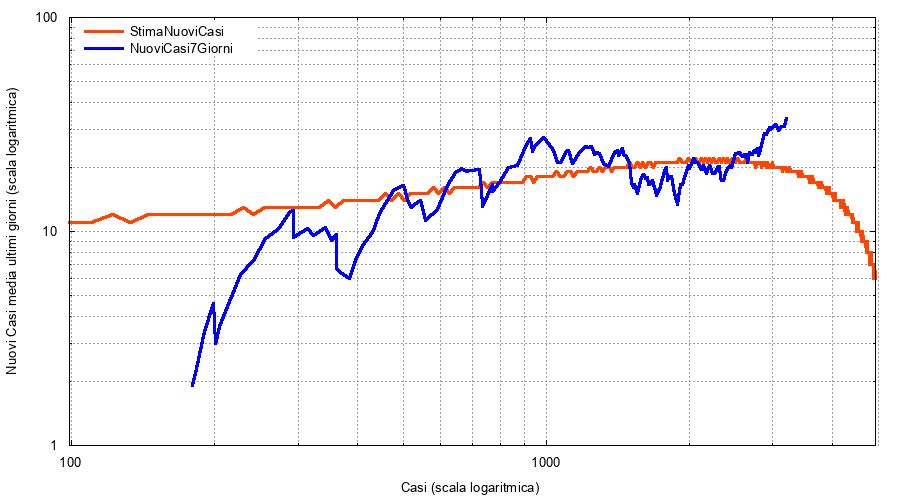 100
StimaNuoviCasi
NuoviCasi7Giorni
Nuovi Casi media ultimi giorni (scala logaritmica)
10
1
100
1000
Casi (scala logaritmica)